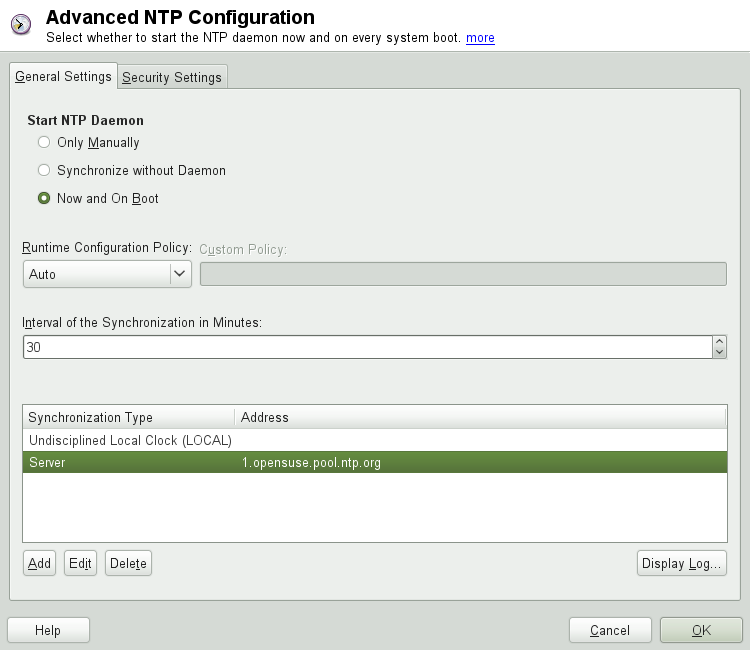 Advanced NTP Configuration
Select whether to start the NTP daemon now and on every system boot. more
General Settings Security Settings
Start NTP Daemon
Only Manually
Synchronize without Daemon
Now and On Boot
Runtime Configuration Policy: Custom Policy:
Auto
Interval of the Synchronization in Minutes:
30
Synchronization Type Address
Undisciplined Local Clock (LOCAL)
Server 1.opensuse.pool.ntp.org
Add Edit Delete Display Log...
Help Cancel OK